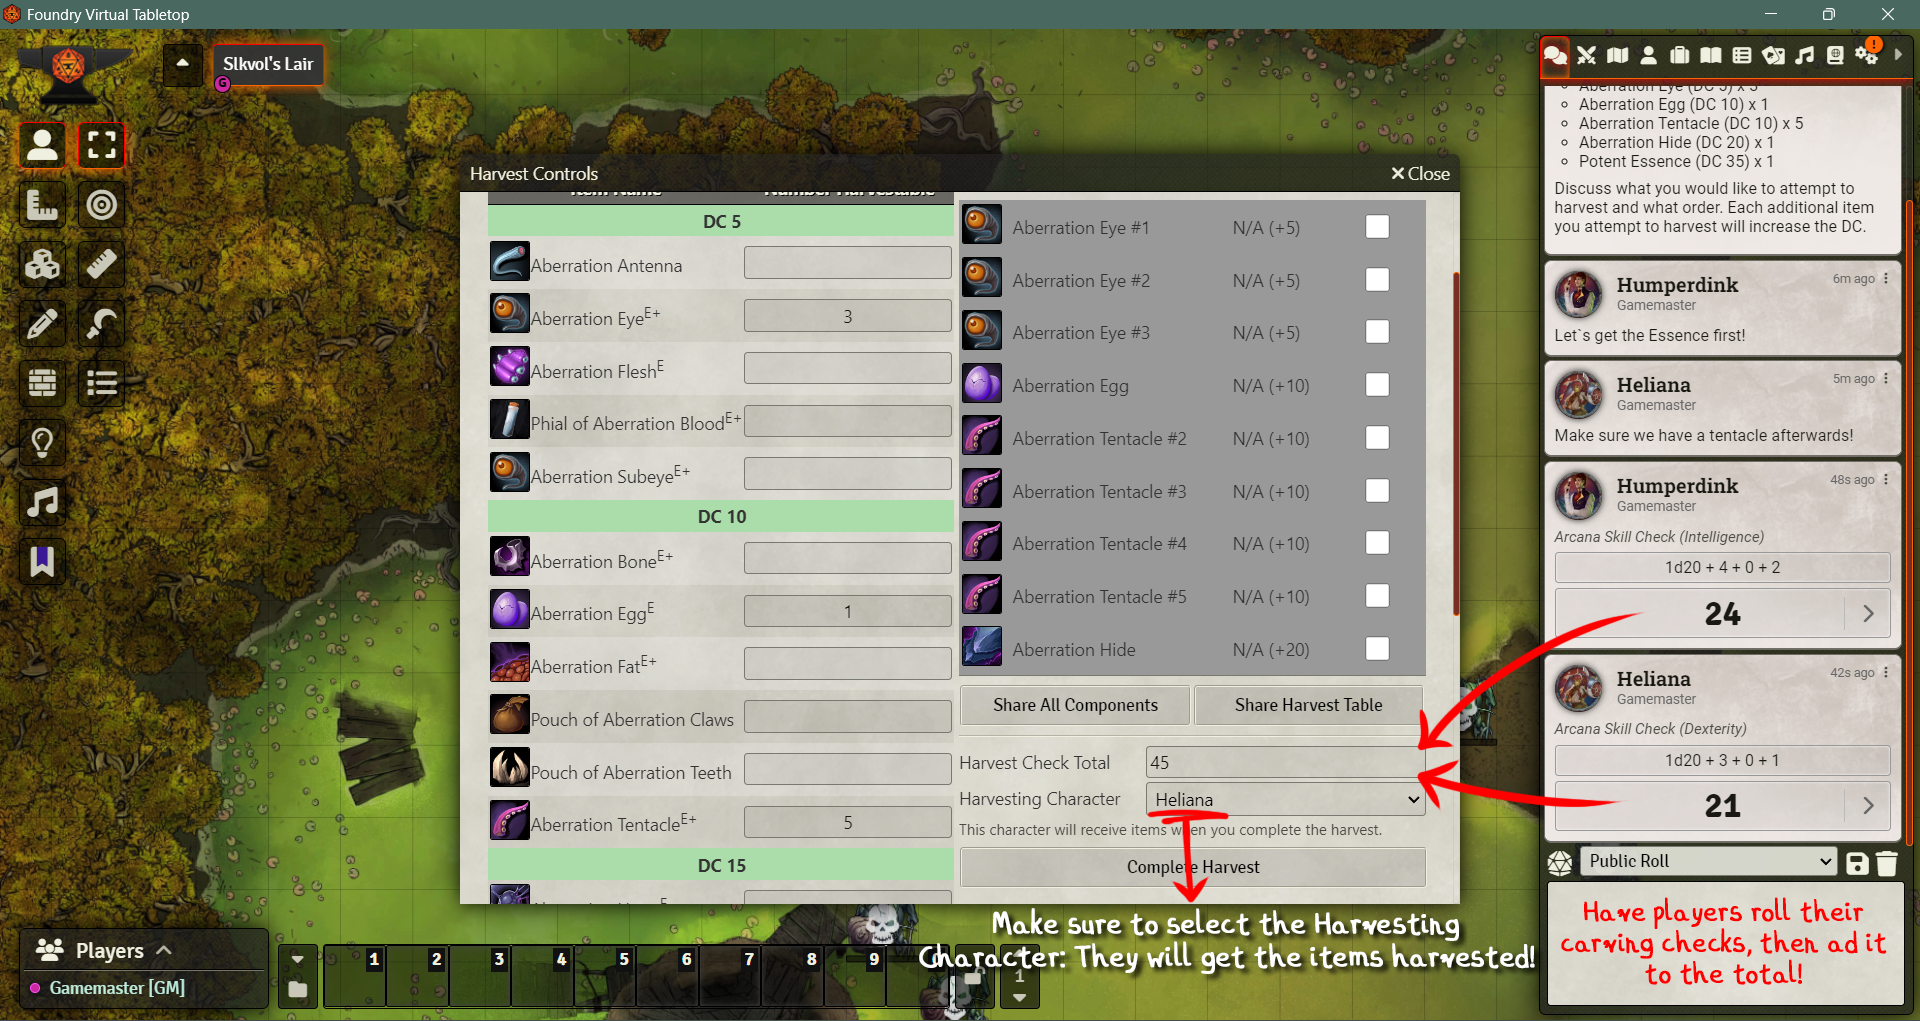 Foundry Virtual Tabletop
Slkvol's Lair
G
Harvest Controls
Close
Item Name Number Harvestable
DC 5
Aberration Antenna
Aberration EyeE+ 3
Aberration FleshE
Phial of Aberration BloodE+
Aberration SubeyeE+
DC 10
Aberration BoneE+
Aberration EggE 1
Aberration FatE+
Pouch of Aberration Claws
Pouch of Aberration Teeth
Aberration TentacleE+ 5
DC 15
Aberration Eye #1 N/A (+5)
Aberration Eye #2 N/A (+5)
Aberration Eye #3 N/A (+5)
Aberration Egg N/A (+10)
Aberration Tentacle #2 N/A (+10)
Aberration Tentacle #3 N/A (+10)
Aberration Tentacle #4 N/A (+10)
Aberration Tentacle #5 N/A (+10)
Aberration Hide N/A (+20)
Share All Components Share Harvest Table
Harvest Check Total 45
Harvesting Character Heliana
This character will receive items when you complete the harvest.
Complete Harvest
Make sure to select the Harvesting
Character: They will get the items harvested!
Players
Gamemaster [GM]
1 2 3 4 5 6 7 8 9 0
1
!
Aberration Eye (DC 5) x 3
Aberration Egg (DC 10) x 1
Aberration Tentacle (DC 10) x 5
Aberration Hide (DC 20) x 1
Potent Essence (DC 35) x 1
Discuss what you would like to attempt to
harvest and what order. Each additional item
you attempt to harvest will increase the DC.
Humperdink 6m ago
Gamemaster
Let`s get the Essence first!
Heliana 5m ago
Gamemaster
Make sure we have a tentacle afterwards!
Humperdink 48s ago
Gamemaster
Arcana Skill Check (Intelligence)
1d20 + 4 + 0 + 2
24
Heliana 42s ago
Gamemaster
Arcana Skill Check (Dexterity)
1d20 + 3 + 0 + 1
21
Public Roll
Have players roll their
carving checks, then ad it
to the total!